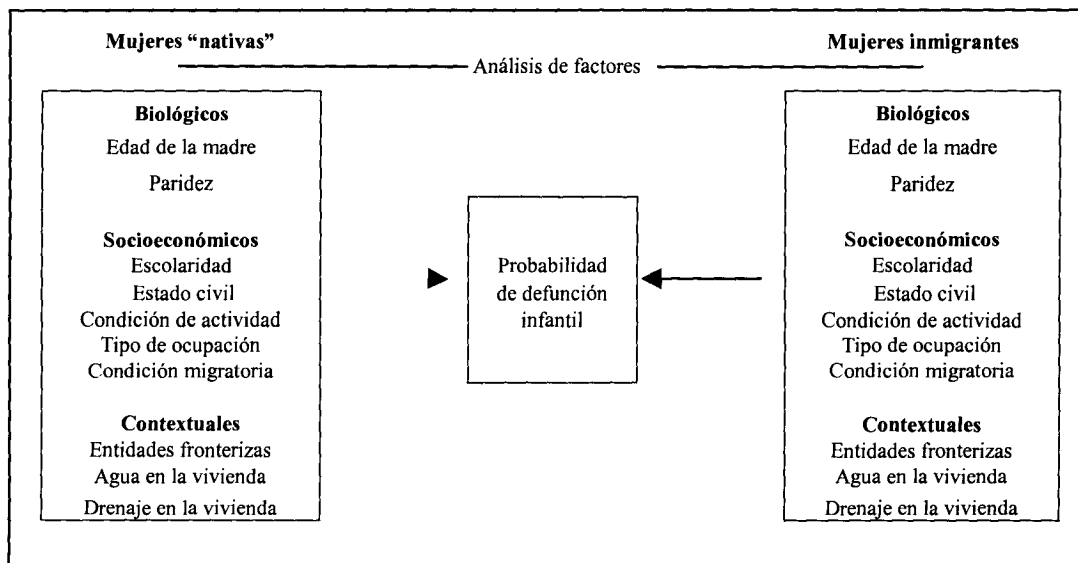 Mujeres “nativas”
Mujeres inmigrantes
Análisis de factores
Biológicos
Edad de la madre
Paridez
Socioeconómicos
Escolaridad
Estado civil
Condición de actividad
Tipo de ocupación
Condición migratoria
Contextuales
Entidades fronterizas
Agua en la vivienda
Drenaje en la vivienda
Probabilidad
de defunción
infantil
Biológicos
Edad de la madre
Paridez
Socioeconómicos
Escolaridad
Estado civil
Condición de actividad
Tipo de ocupación
Condición migratoria
Contextuales
Entidades fronterizas
Agua en la vivienda
Drenaje en la vivienda